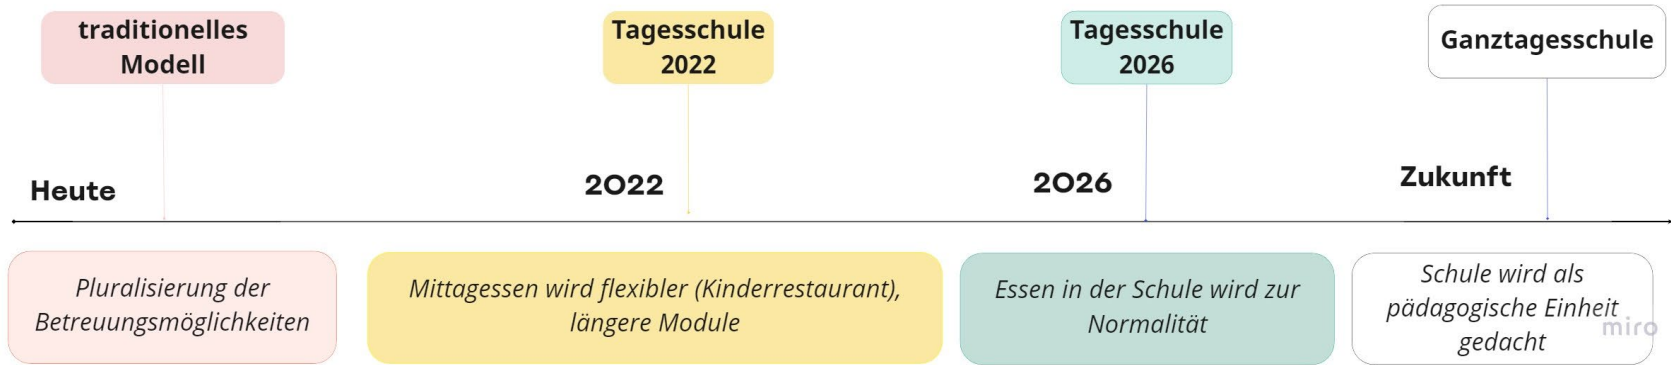 traditionelles
Modell
Tagesschule
2022
Tagesschule
2026
Ganztagesschule
Heute
2022
2026
Zukunft
Pluralisierung der
Betreuungsmöglichkeiten
Mittagessen wird flexibler (Kinderrestaurant),
längere Module
Essen in der Schule wird zur
Normalität
Schule wird als
pädagogische Einheit
gedacht
miro